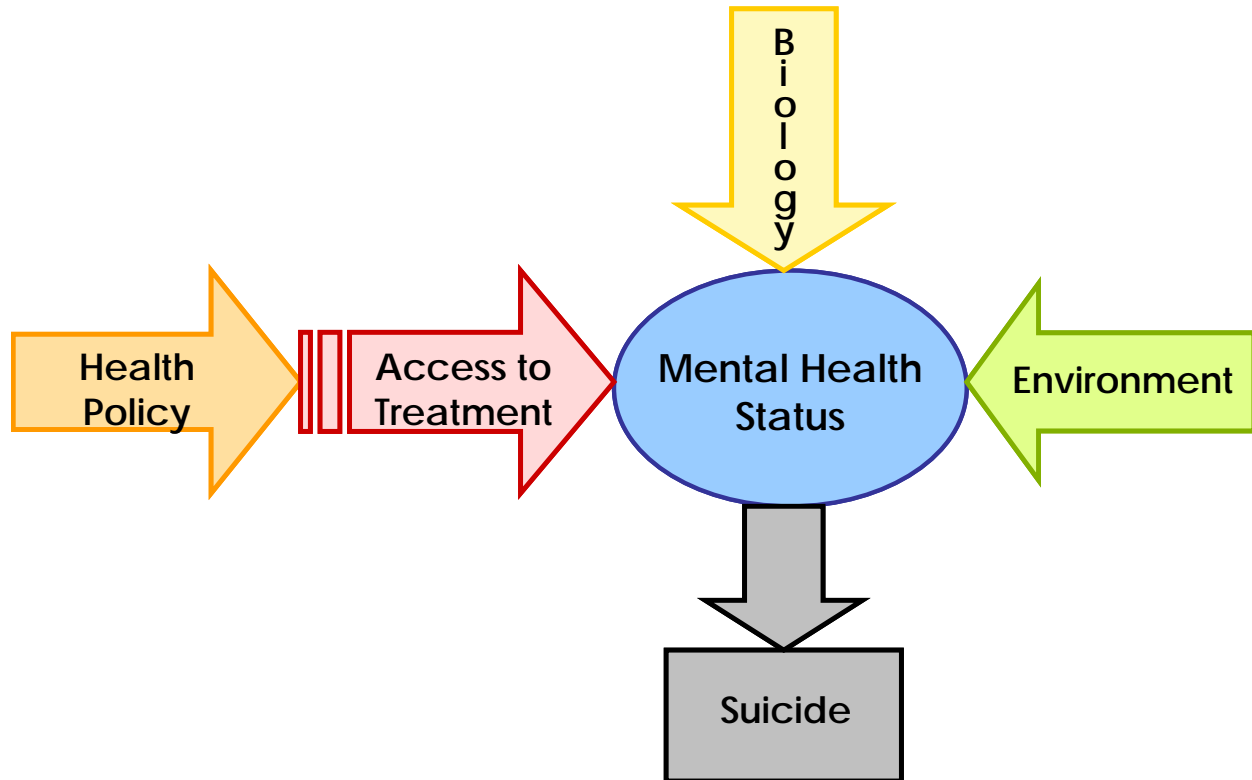 Biology
Health
Policy
Access to
Treatment
Mental Health
Status
Environment
Suicide